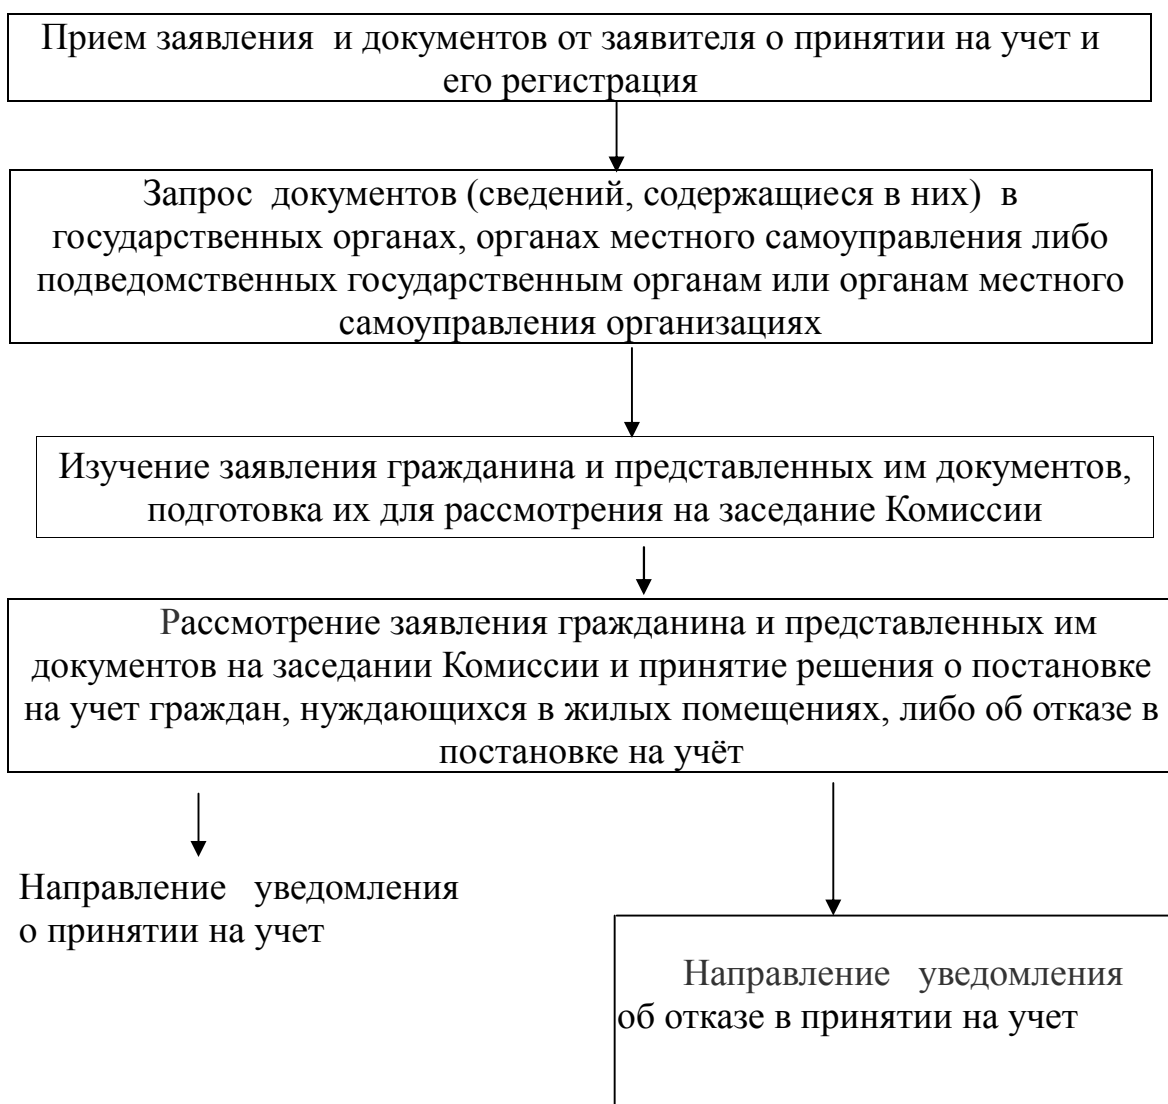 Прием заявления  и документов от заявителя о принятии на учет и
его регистрация
Запрос  документов (сведений, содержащиеся в них)  в
государственных органах, органах местного самоуправления либо
подведомственных государственным органам или органам местного
самоуправления организациях
Изучение заявления гражданина и представленных им документов,
подготовка их для рассмотрения на заседание Комиссии
Рассмотрение заявления гражданина и представленных им
документов на заседании Комиссии и принятие решения о постановке
на учет граждан, нуждающихся в жилых помещениях, либо об отказе в
постановке на учёт
Направление   уведомления
о принятии на учет
Направление   уведомления
об отказе в принятии на учет